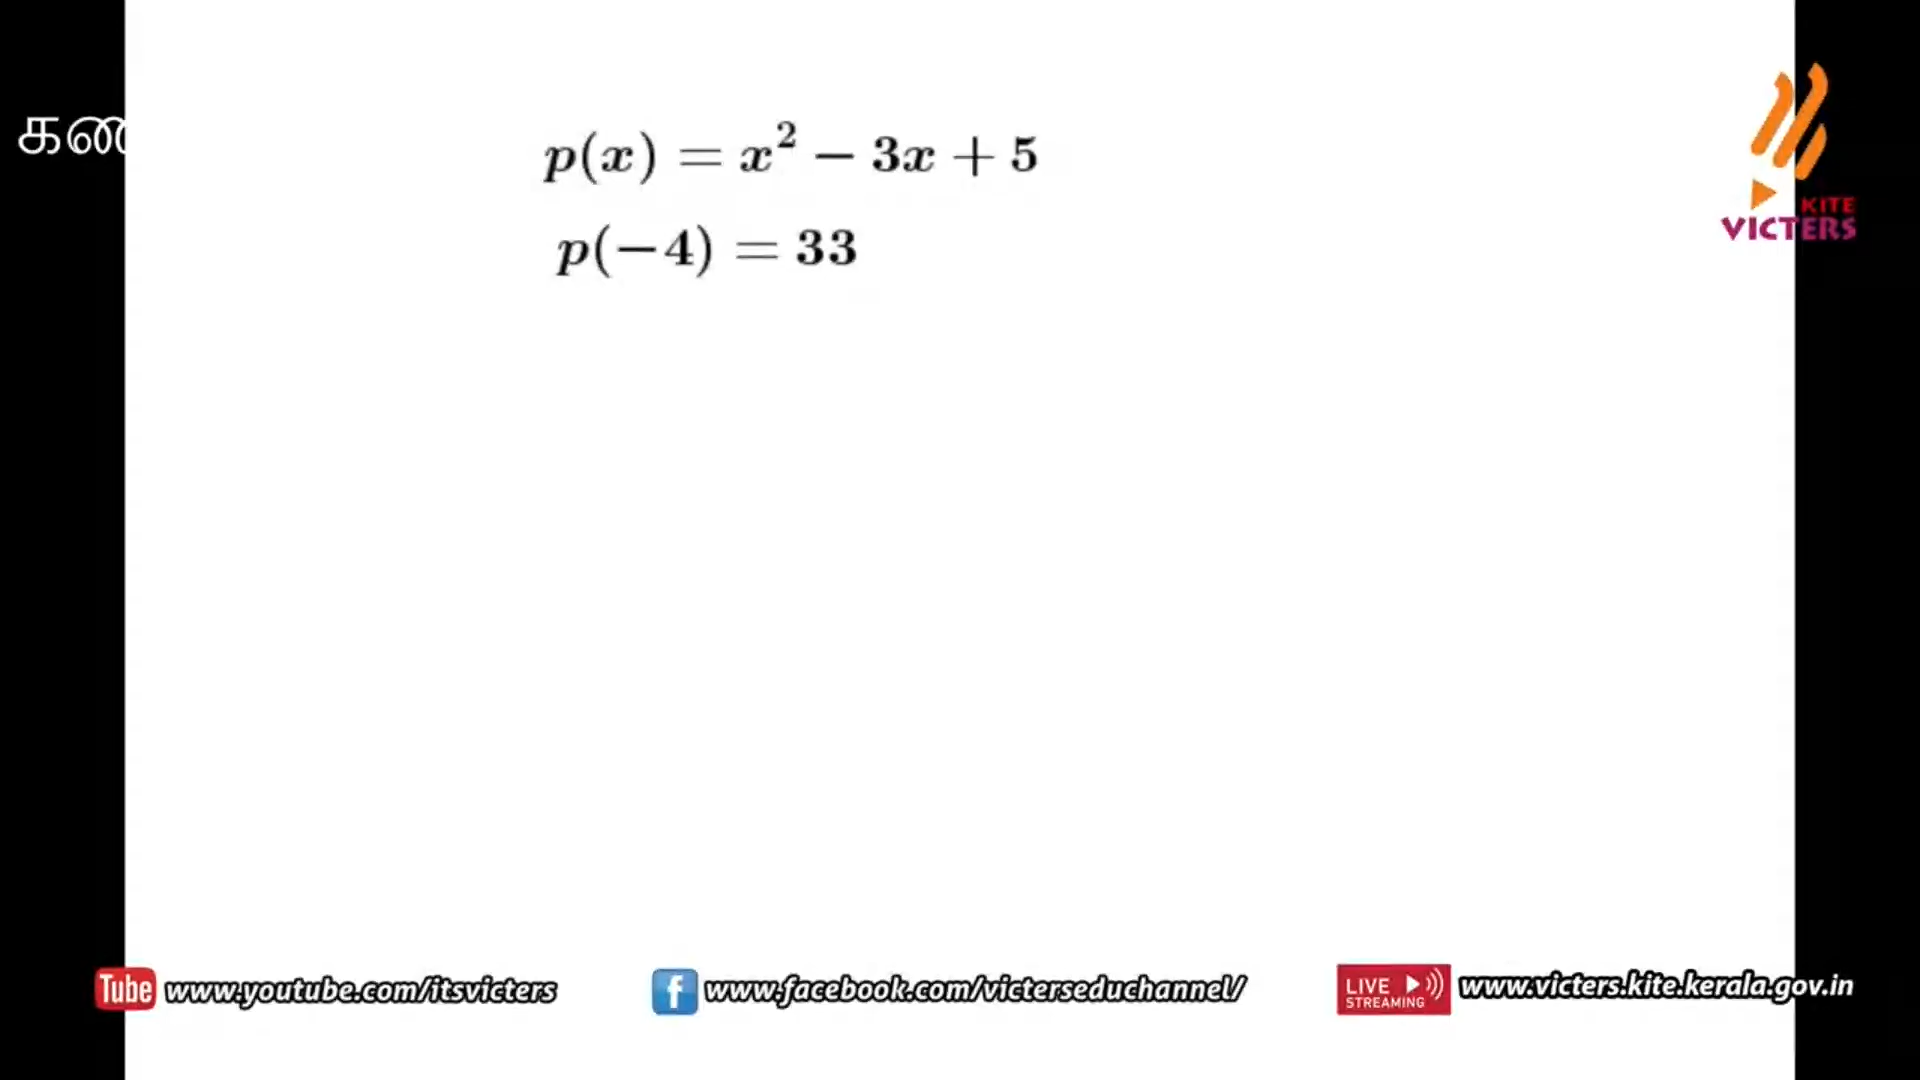 கண
p(x) = x² − 3x + 5
p(−4) = 33
KITE
VICTERS
Tube www.youtube.com/itsvicters
f www.facebook.com/victerseduchannel/
LIVE STREAMING www.victers.kite.kerala.gov.in